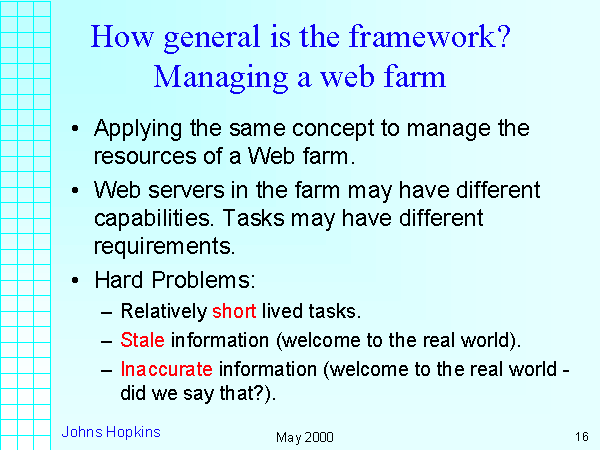 How general is the framework?
Managing a web farm
• Applying the same concept to manage the
resources of a Web farm.
• Web servers in the farm may have different
capabilities. Tasks may have different
requirements.
• Hard Problems:
– Relatively short lived tasks.
– Stale information (welcome to the real world).
– Inaccurate information (welcome to the real world -
did we say that?).
Johns Hopkins
May 2000
16